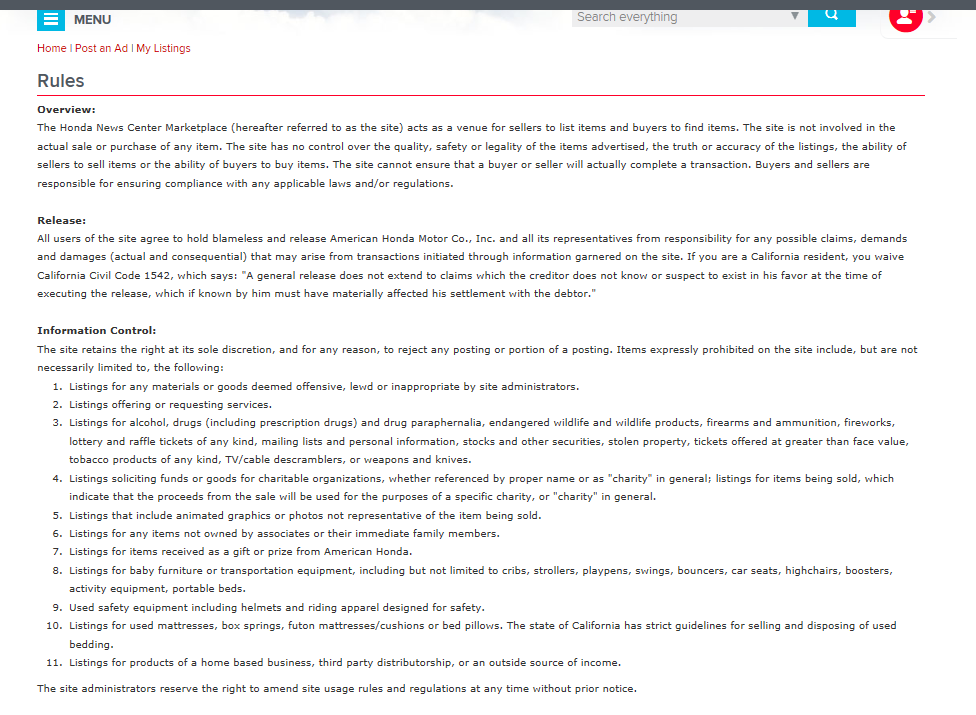 MENU
Search everything
Home | Post an Ad | My Listings
Rules
Overview:
The Honda News Center Marketplace (hereafter referred to as the site) acts as a venue for sellers to list items and buyers to find items. The site is not involved in the
actual sale or purchase of any item. The site has no control over the quality, safety or legality of the items advertised, the truth or accuracy of the listings, the ability of
sellers to sell items or the ability of buyers to buy items. The site cannot ensure that a buyer or seller will actually complete a transaction. Buyers and sellers are
responsible for ensuring compliance with any applicable laws and/or regulations.
Release:
All users of the site agree to hold blameless and release American Honda Motor Co., Inc. and all its representatives from responsibility for any possible claims, demands
and damages (actual and consequential) that may arise from transactions initiated through information garnered on the site. If you are a California resident, you waive
California Civil Code 1542, which says: "A general release does not extend to claims which the creditor does not know or suspect to exist in his favor at the time of
executing the release, which if known by him must have materially affected his settlement with the debtor."
Information Control:
The site retains the right at its sole discretion, and for any reason, to reject any posting or portion of a posting. Items expressly prohibited on the site include, but are not
necessarily limited to, the following:
1. Listings for any materials or goods deemed offensive, lewd or inappropriate by site administrators.
2. Listings offering or requesting services.
3. Listings for alcohol, drugs (including prescription drugs) and drug paraphernalia, endangered wildlife and wildlife products, firearms and ammunition, fireworks,
lottery and raffle tickets of any kind, mailing lists and personal information, stocks and other securities, stolen property, tickets offered at greater than face value,
tobacco products of any kind, TV/cable descramblers, or weapons and knives.
4. Listings soliciting funds or goods for charitable organizations, whether referenced by proper name or as "charity" in general; listings for items being sold, which
indicate that the proceeds from the sale will be used for the purposes of a specific charity, or "charity" in general.
5. Listings that include animated graphics or photos not representative of the item being sold.
6. Listings for any items not owned by associates or their immediate family members.
7. Listings for items received as a gift or prize from American Honda.
8. Listings for baby furniture or transportation equipment, including but not limited to cribs, strollers, playpens, swings, bouncers, car seats, highchairs, boosters,
activity equipment, portable beds.
9. Used safety equipment including helmets and riding apparel designed for safety.
10. Listings for used mattresses, box springs, futon mattresses/cushions or bed pillows. The state of California has strict guidelines for selling and disposing of used
bedding.
11. Listings for products of a home based business, third party distributorship, or an outside source of income.
The site administrators reserve the right to amend site usage rules and regulations at any time without prior notice.